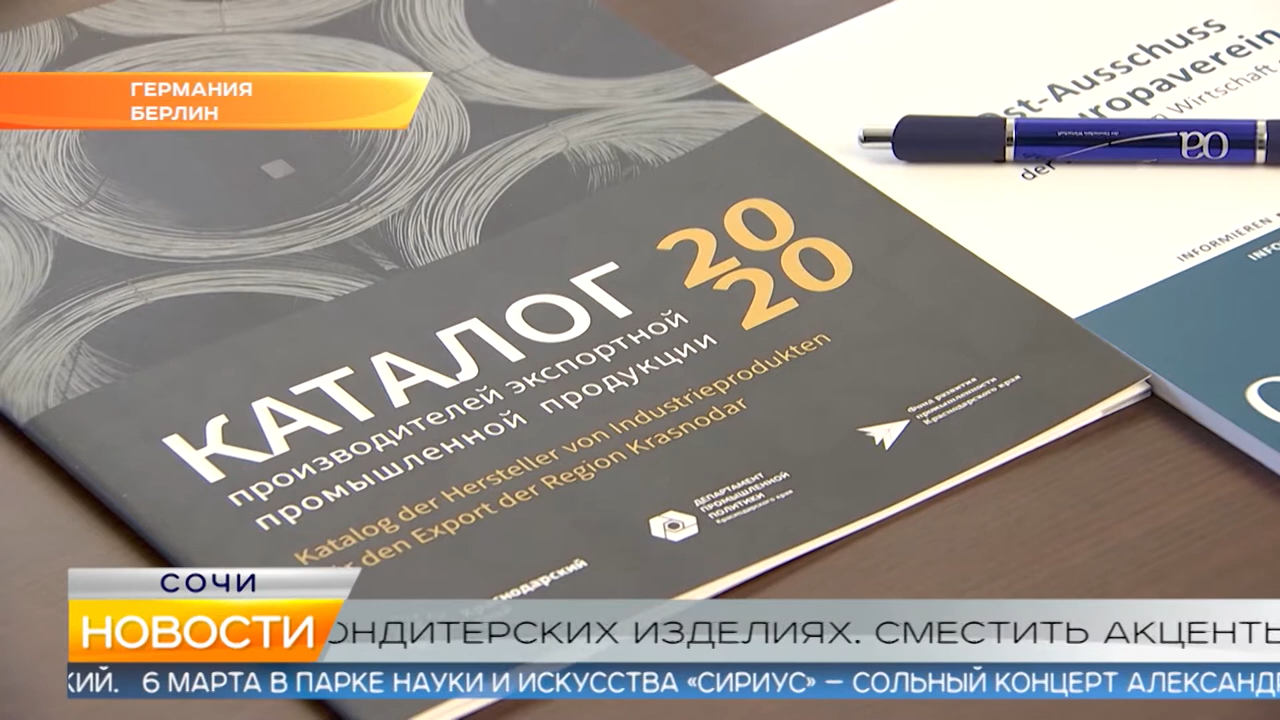 ГЕРМАНИЯ
БЕРЛИН
st-Ausschuss
uropaverein
Wirtschaft
der
oa
INFORMIEREN
КАТАЛОГ
20
20
производителей экспортной
промышленной продукции
Katalog der Hersteller von Industrieprodukten
den Export der Region Krasnodar
Фонд развития
промышленности
Краснодарского края
ДЕПАРТАМЕНТ
ПРОМЫШЛЕННОЙ
ПОЛИТИКИ
Краснодарского края
СОЧИ
НОВОСТИ
ОНДИТЕРСКИХ ИЗДЕЛИЯХ. СМЕСТИТЬ АКЦЕНТЫ
КИЙ. 6 МАРТА В ПАРКЕ НАУКИ И ИСКУССТВА «СИРИУС» – СОЛЬНЫЙ КОНЦЕРТ АЛЕКСАНДР